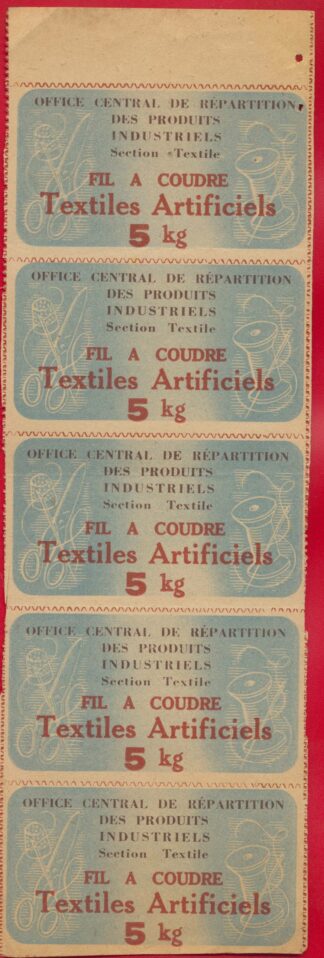 OFFICE CENTRAL DE RÉPARTITION
DES PRODUITS
INDUSTRIELS
Section Textile
FIL A COUDRE
Textiles Artificiels
5 kg
OFFICE CENTRAL DE RÉPARTITION
DES PRODUITS
INDUSTRIELS
Section Textile
FIL A COUDRE
Textiles Artificiels
5 kg
OFFICE CENTRAL DE RÉPARTITION
DES PRODUITS
INDUSTRIELS
Section Textile
FIL A COUDRE
Textiles Artificiels
5 kg
OFFICE CENTRAL DE RÉPARTITION
DES PRODUITS
INDUSTRIELS
Section Textile
FIL A COUDRE
Textiles Artificiels
5 kg
OFFICE CENTRAL DE RÉPARTITION
DES PRODUITS
INDUSTRIELS
Section Textile
FIL A COUDRE
Textiles Artificiels
5 kg